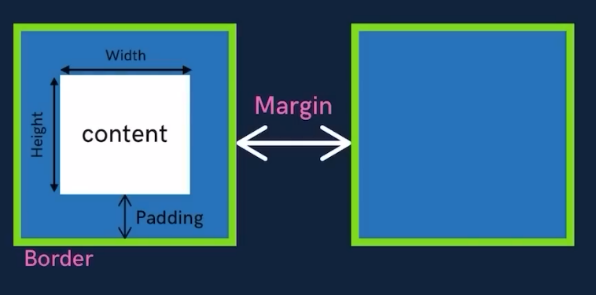 Width
Height
content
Padding
Border
Margin